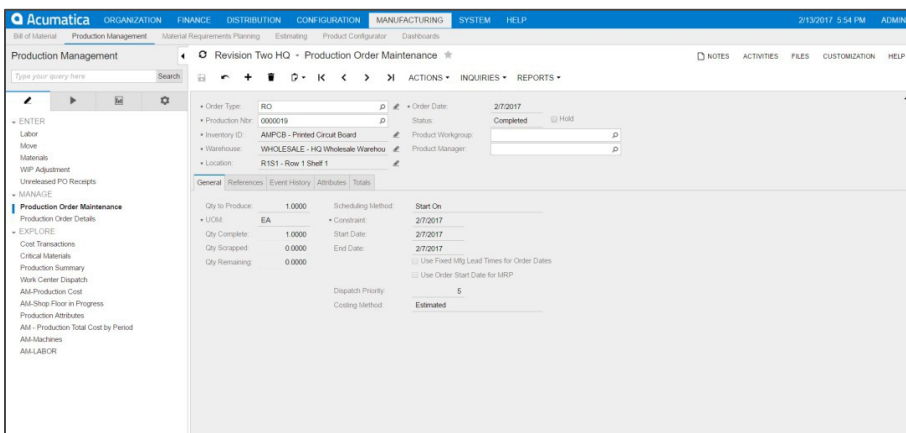 Acumatica ORGANIZATION FINANCE DISTRIBUTION CONFIGURATION MANUFACTURING SYSTEM HELP 2/13/2017 5:54 PM ADMIN
Bill of Material Production Management Material Requirements Planning Estimating Product Configurator Dashboards
Production Management Revision Two HQ - Production Order Maintenance NOTES ACTIVITIES FILES CUSTOMIZATION HELP
Type your query here Search ACTIONS INQUIRIES REPORTS
Order Type: RO Order Date: 2/7/2017
ENTER Production Nbr: 0000019 Status: Completed Hold
Labor Inventory ID: AMPCB - Printed Circuit Board Product Workgroup:
Move Warehouse: WHOLESALE - HQ Wholesale Warehou Product Manager:
Materials Location: R1S1 - Row 1 Shelf 1
WIP Adjustment
Unreleased PO Receipts General References Event History Attributes Totals
MANAGE
Production Order Maintenance Qty to Produce: 1.0000 Scheduling Method: Start On
Production Order Details UOM: EA Constraint: 2/7/2017
EXPLORE Qty Complete: 1.0000 Start Date: 2/7/2017
Cost Transactions Qty Scrapped: 0.0000 End Date: 2/7/2017
Critical Materials Qty Remaining: 0.0000 Use Fixed Mfg Lead Times for Order Dates
Production Summary Use Order Start Date for MRP
Work Center Dispatch
AM-Production Cost Dispatch Priority: 5
AM-Shop Floor in Progress Costing Method: Estimated
Production Attributes
AM - Production Total Cost by Period
AM-Machines
AM-LABOR